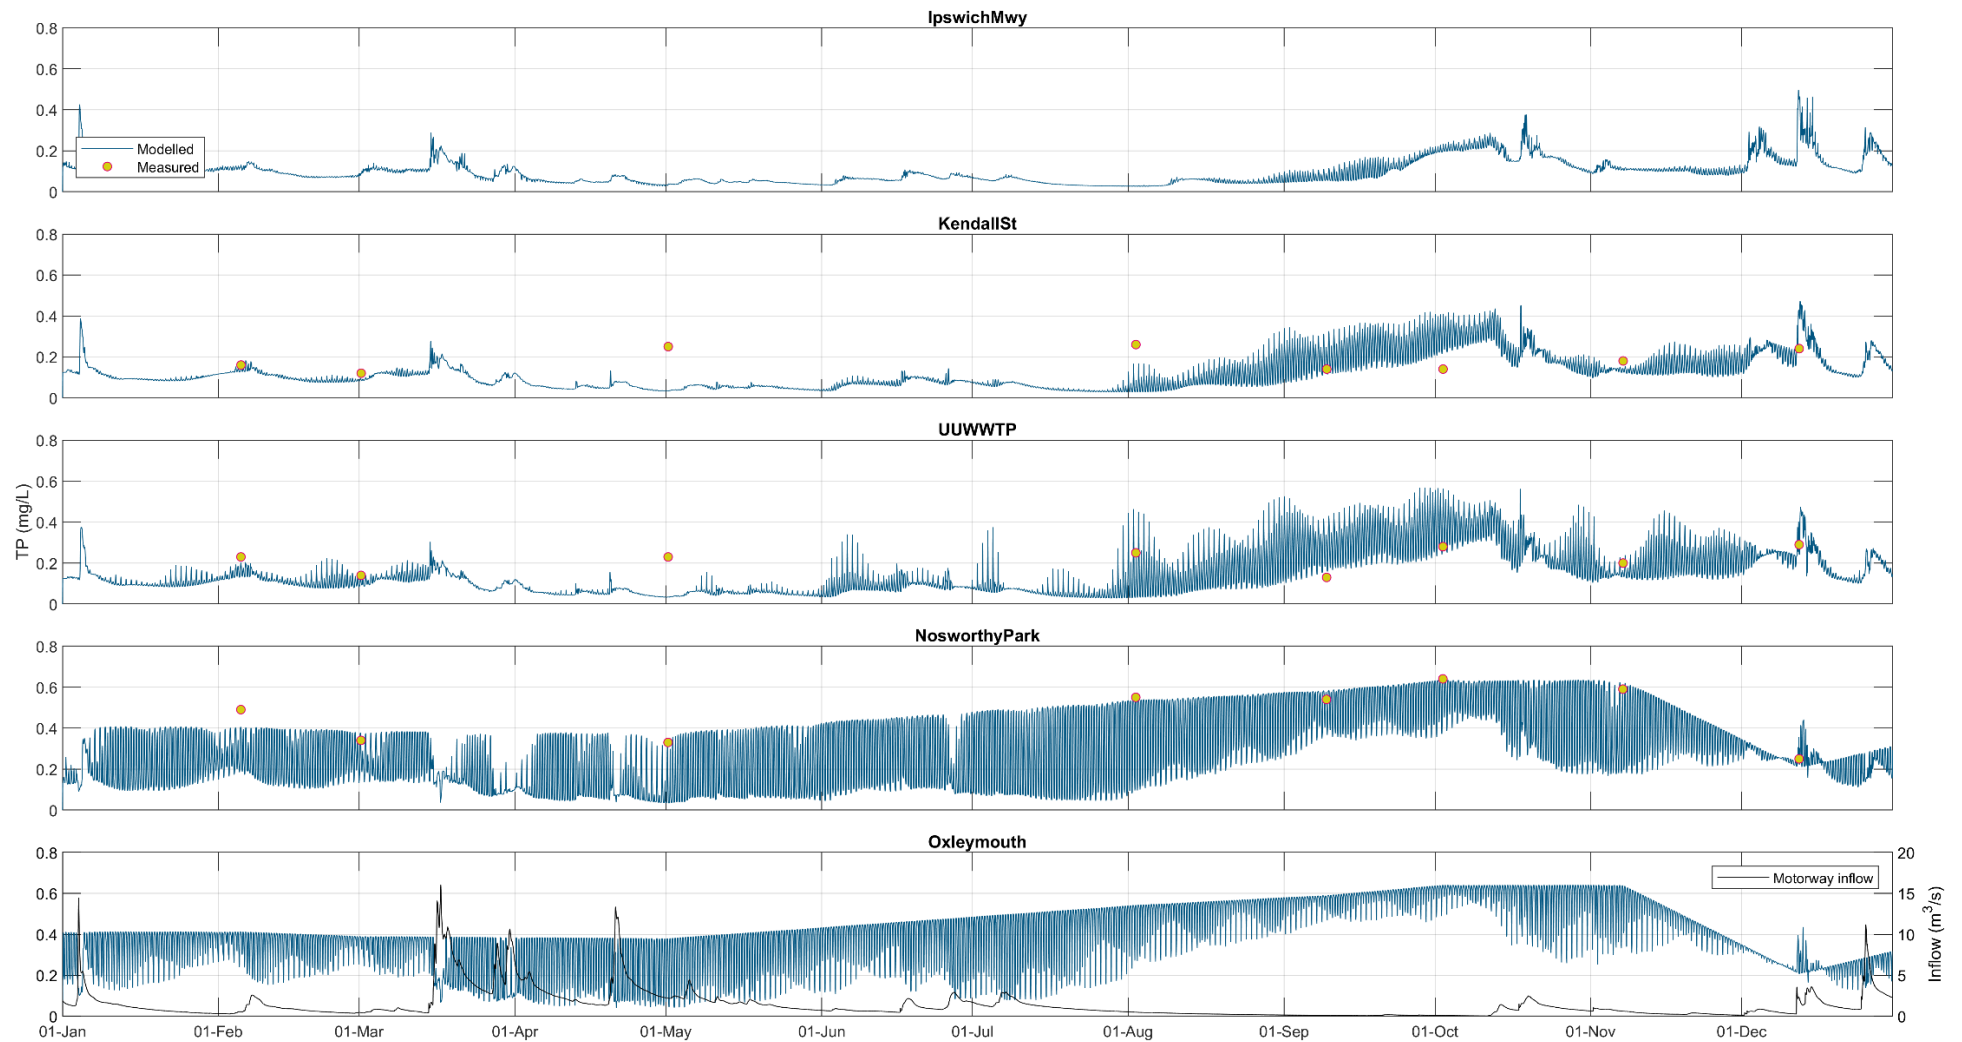 IpswichMwy
0.8
0.6
0.4
0.2
0
Modelled
Measured
KendallSt
0.8
0.6
0.4
0.2
0
UUWWTP
0.8
0.6
0.4
0.2
0
TP (mg/L)
NosworthyPark
0.8
0.6
0.4
0.2
0
Oxleymouth
0.8
0.6
0.4
0.2
0
20
15
10
5
0
Motorway inflow
Inflow (m³/s)
01-Jan 01-Feb 01-Mar 01-Apr 01-May 01-Jun 01-Jul 01-Aug 01-Sep 01-Oct 01-Nov 01-Dec